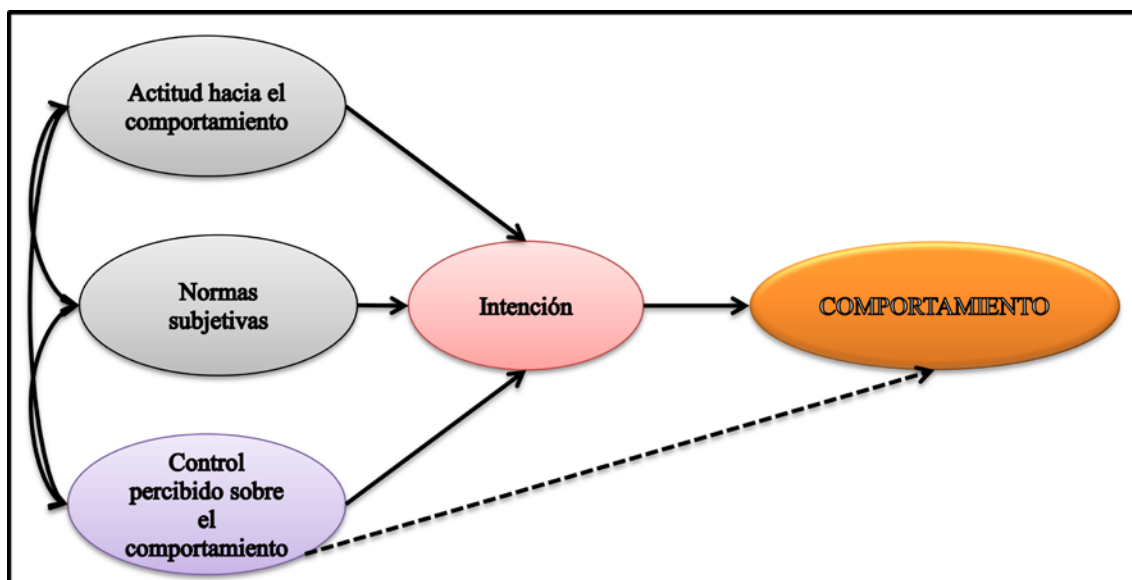 Actitud hacia el
comportamiento
Normas
subjetivas
Intención
COMPORTAMIENTO
Control
percibido sobre
el
comportamiento